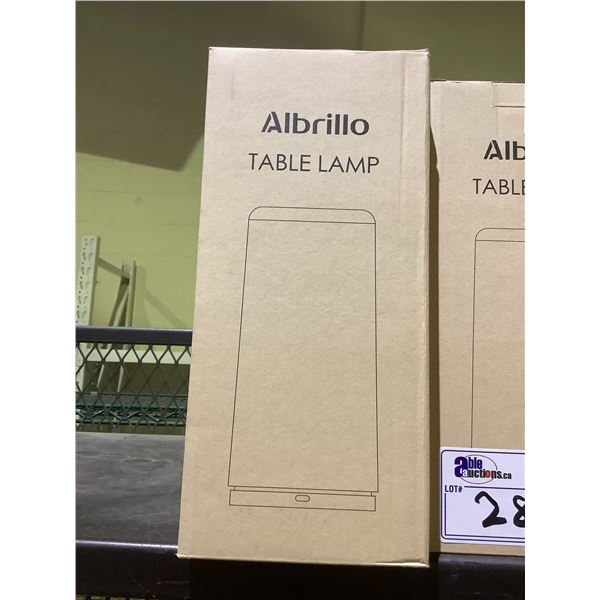 Albrillo
TABLE LAMP
Alb
TABLE
able
auctions.ca
LOT#
28